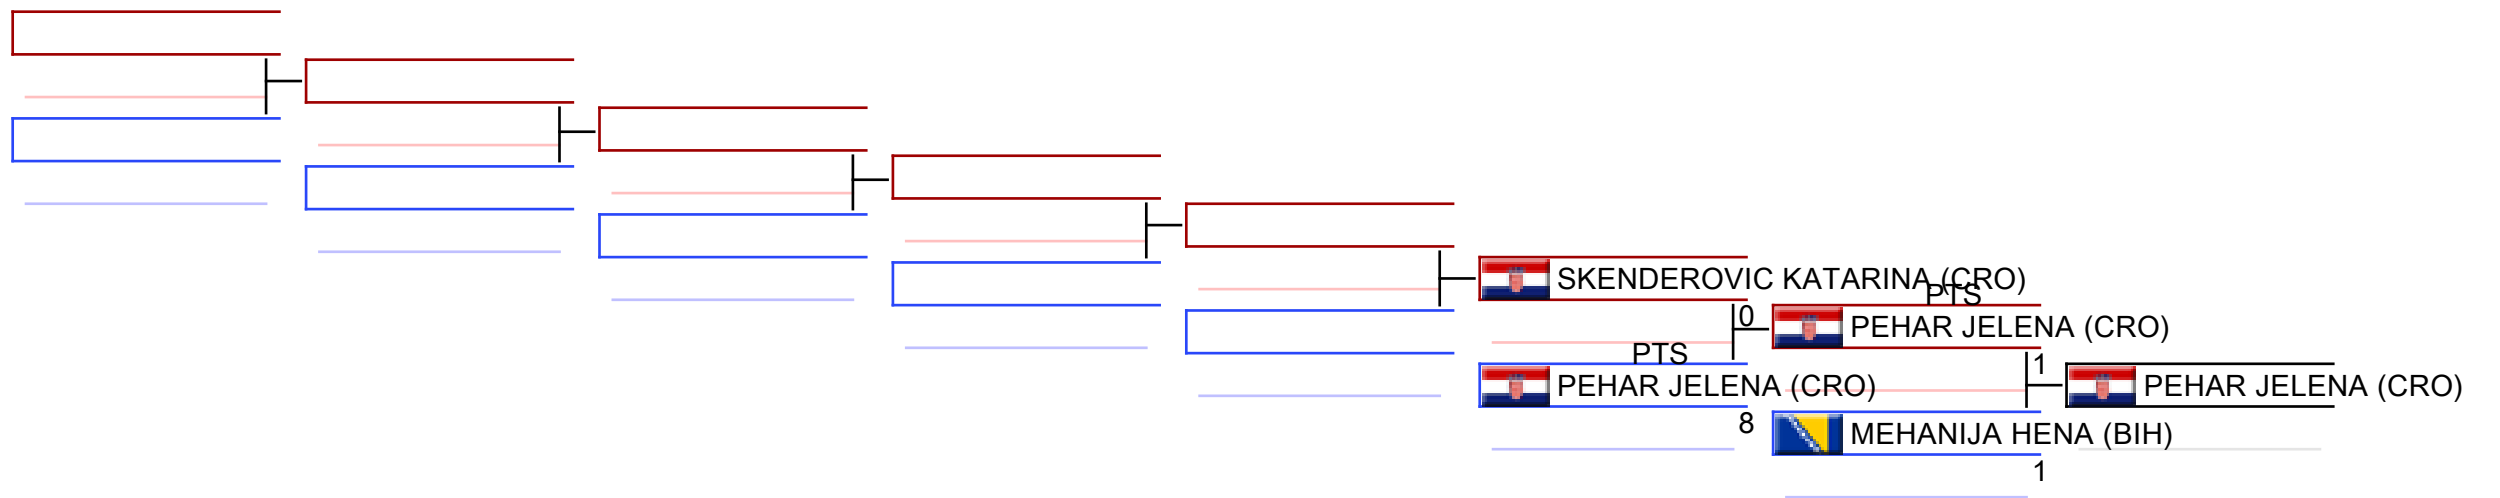 SKENDEROVIC KATARINA (CRO)
PTS
0
PEHAR JELENA (CRO)
PTS
1
PEHAR JELENA (CRO)
PEHAR JELENA (CRO)
8
MEHANIJA HENA (BIH)
1